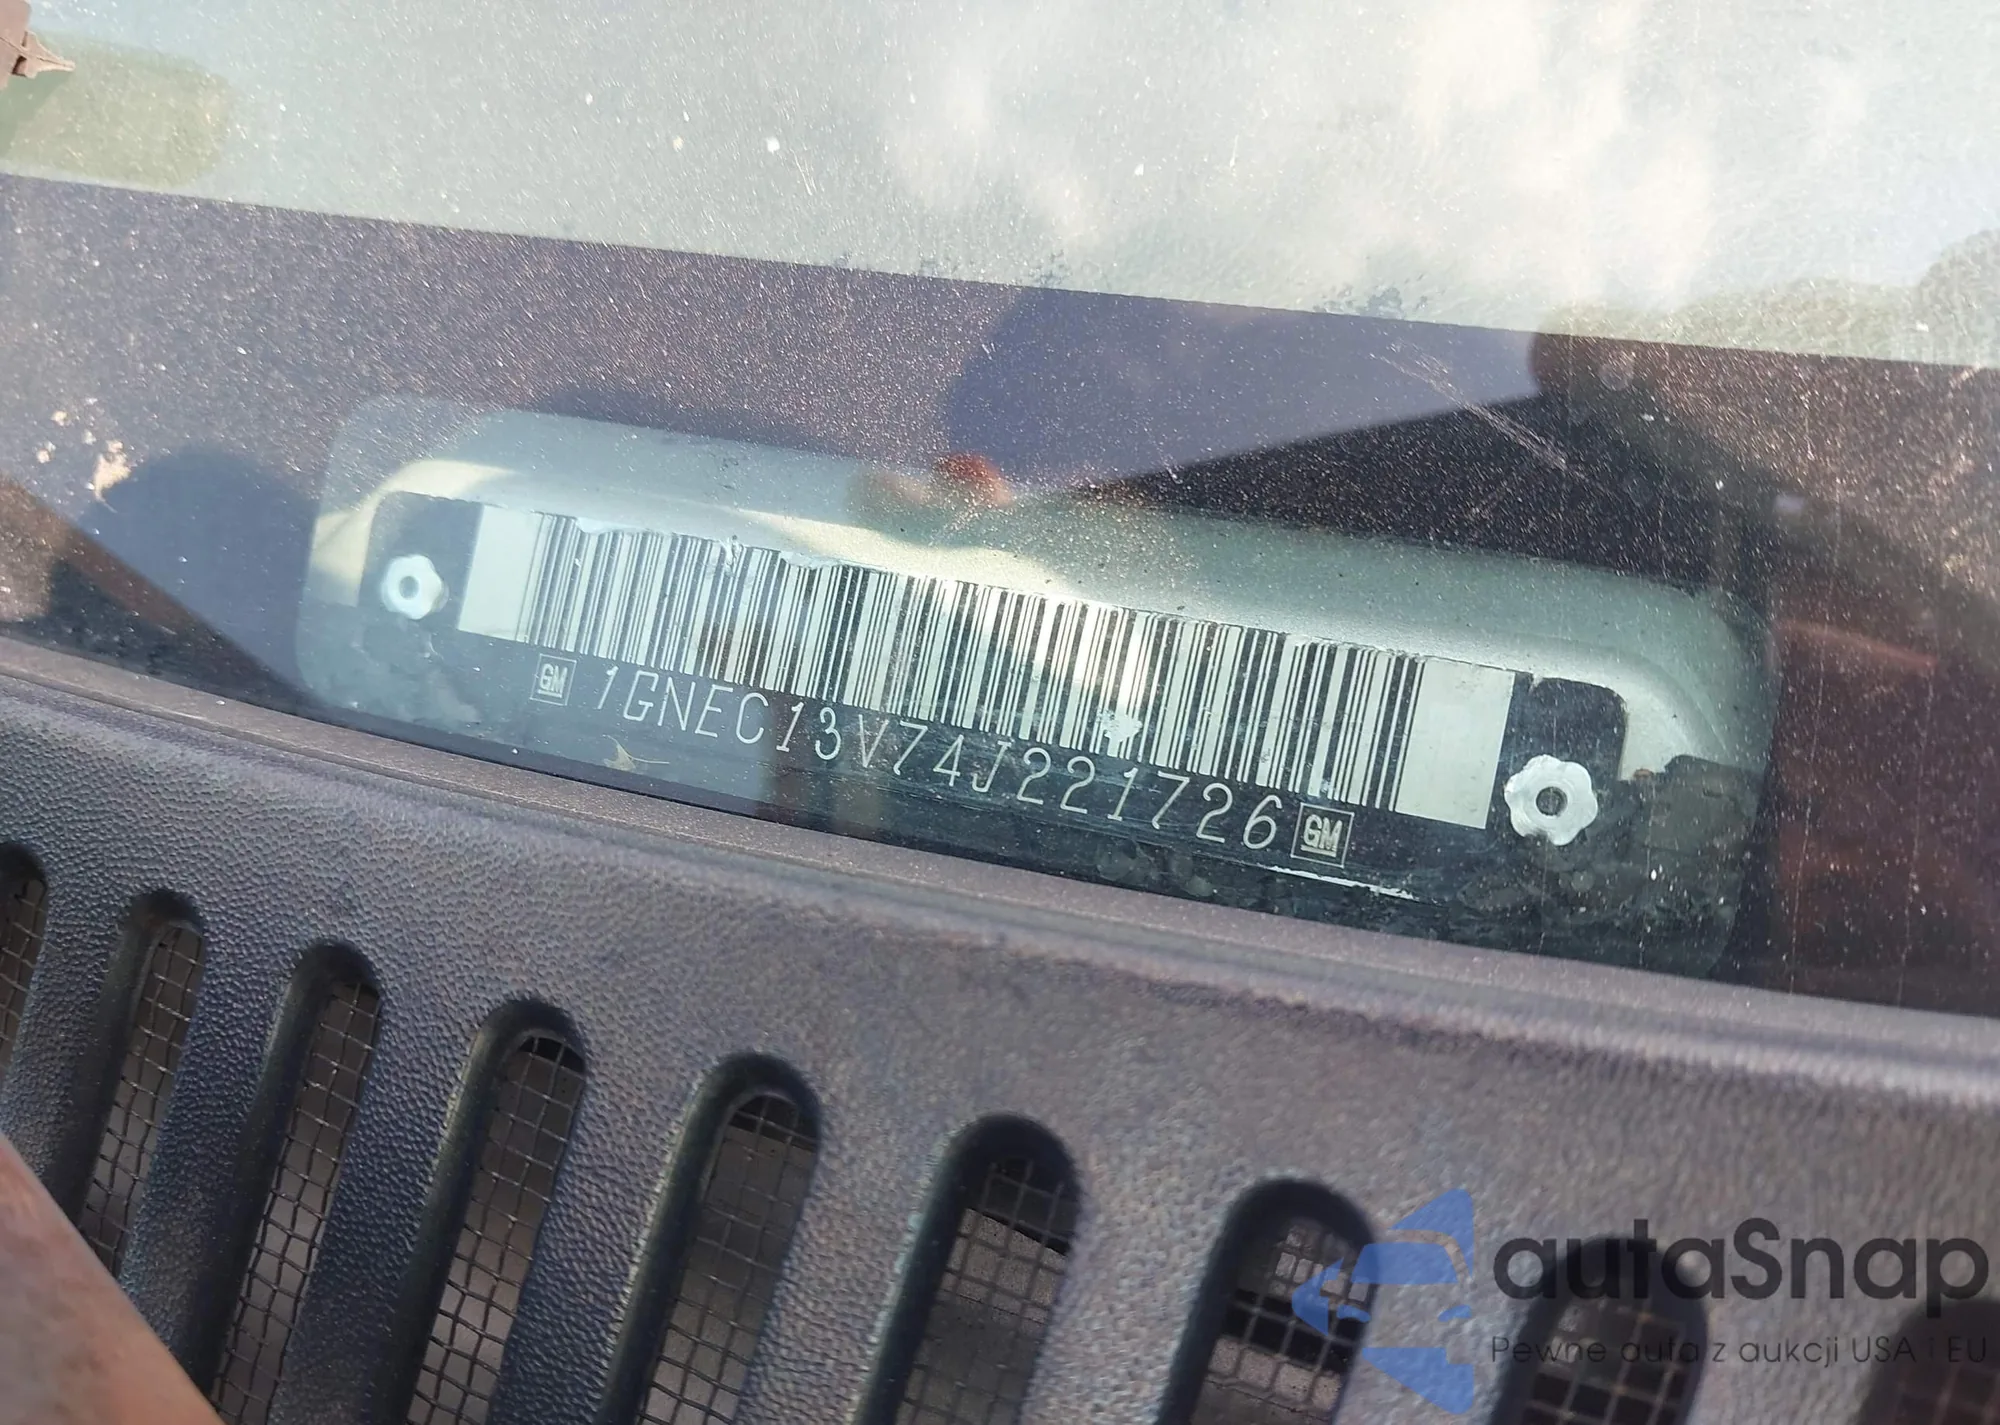 GM 1GNEC13V74J221726 GM
autaSnap
Pewne auta z aukcji USA i EU